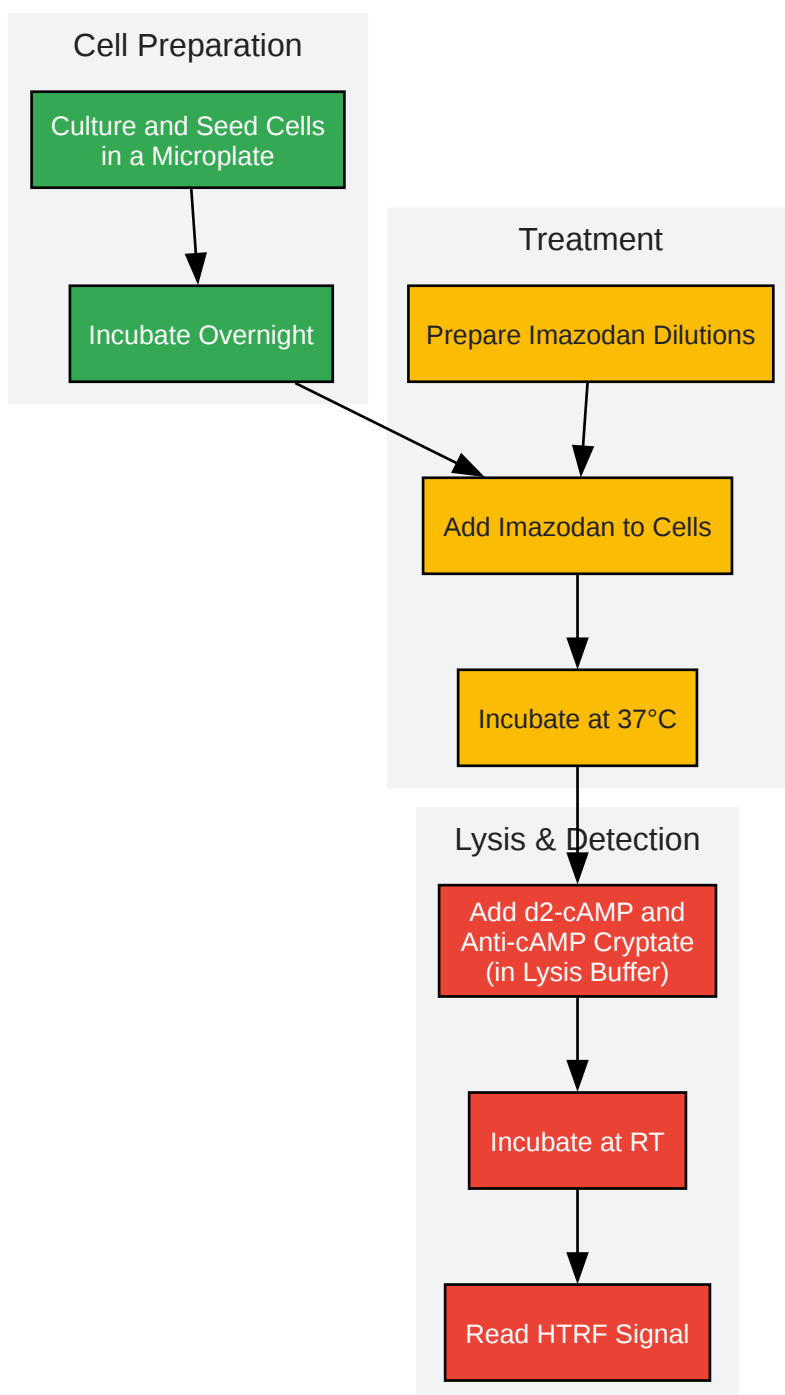 Cell Preparation
Culture and Seed Cells
in a Microplate
Incubate Overnight
Treatment
Prepare Imazodan Dilutions
Add Imazodan to Cells
Incubate at 37°C
Lysis & Detection
Add d2-cAMP and
Anti-cAMP Cryptate
(in Lysis Buffer)
Incubate at RT
Read HTRF Signal